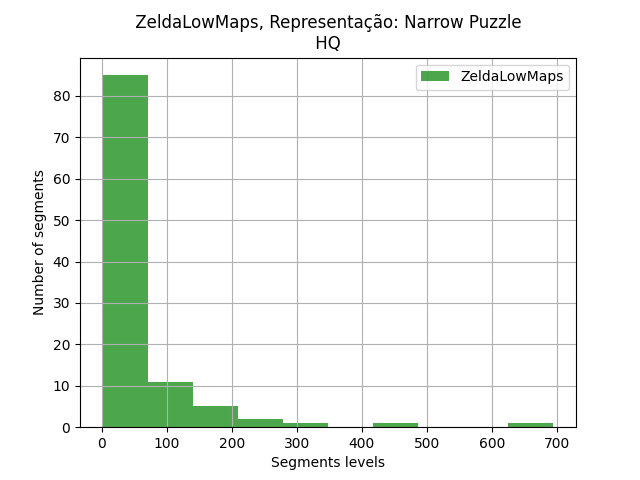 ZeldaLowMaps, Representação: Narrow Puzzle
HQ
ZeldaLowMaps
Number of segments
80
70
60
50
40
30
20
10
0
0 100 200 300 400 500 600 700
Segments levels